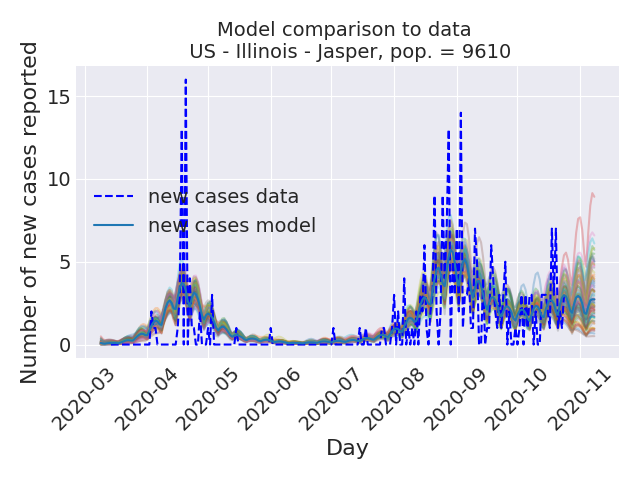 Model comparison to data
US - Illinois - Jasper, pop. = 9610
Number of new cases reported
15
10
5
0
new cases data
new cases model
2020-03
2020-04
2020-05
2020-06
2020-07
2020-08
2020-09
2020-10
2020-11
Day